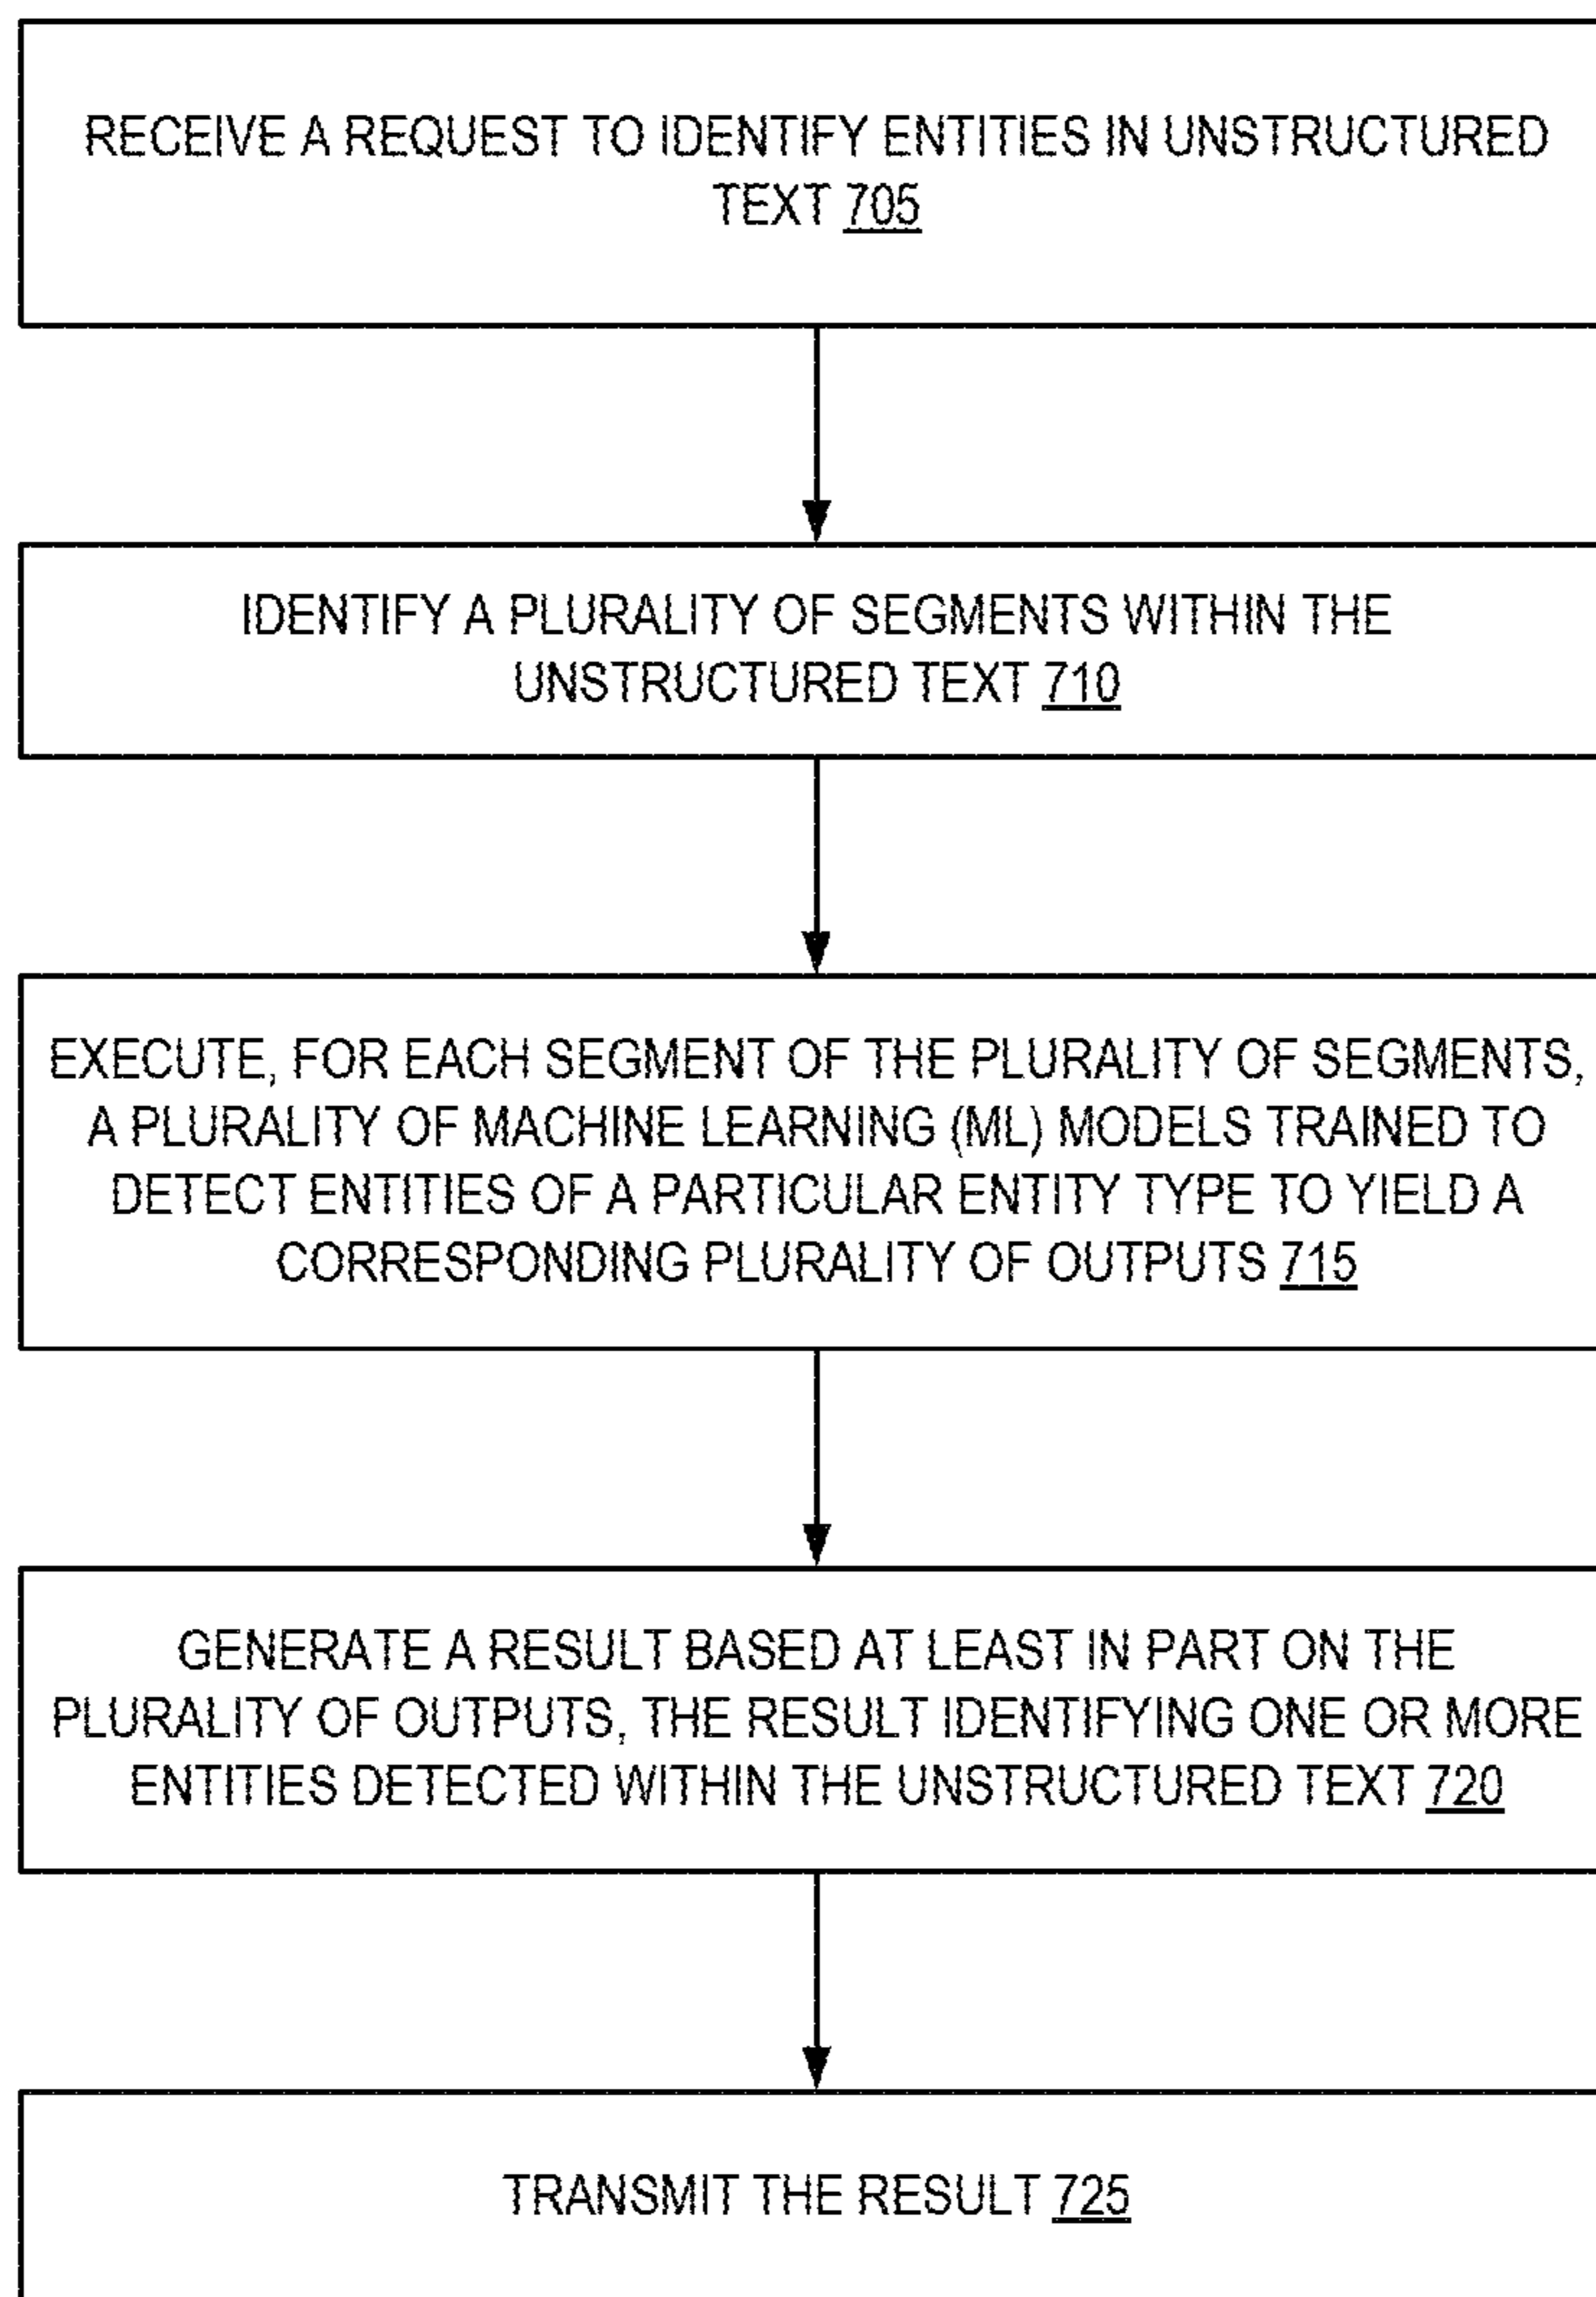 RECEIVE A REQUEST TO IDENTIFY ENTITIES IN UNSTRUCTURED
TEXT 705
IDENTIFY A PLURALITY OF SEGMENTS WITHIN THE
UNSTRUCTURED TEXT 710
EXECUTE, FOR EACH SEGMENT OF THE PLURALITY OF SEGMENTS,
A PLURALITY OF MACHINE LEARNING (ML) MODELS TRAINED TO
DETECT ENTITIES OF A PARTICULAR ENTITY TYPE TO YIELD A
CORRESPONDING PLURALITY OF OUTPUTS 715
GENERATE A RESULT BASED AT LEAST IN PART ON THE
PLURALITY OF OUTPUTS, THE RESULT IDENTIFYING ONE OR MORE
ENTITIES DETECTED WITHIN THE UNSTRUCTURED TEXT 720
TRANSMIT THE RESULT 725